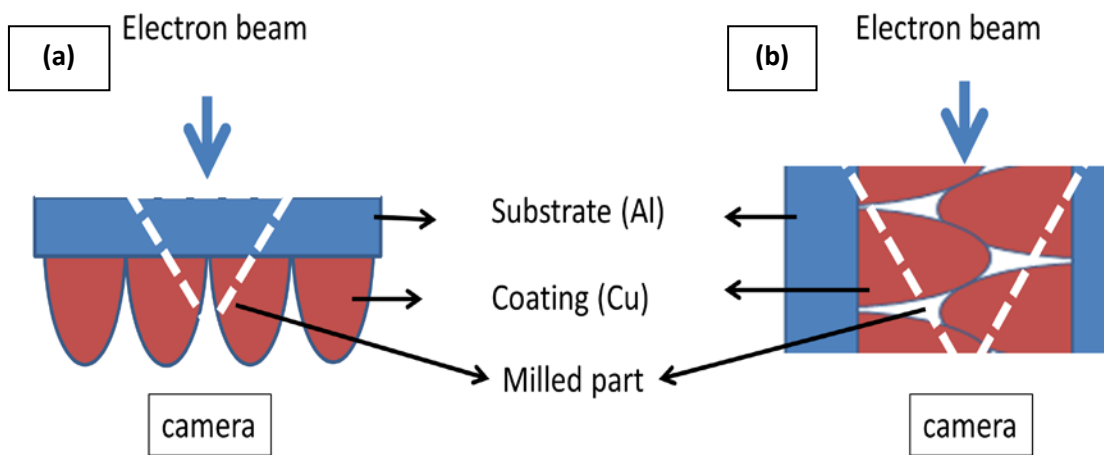 (a)
Electron beam
(b)
Electron beam
Substrate (Al)
Coating (Cu)
Milled part
camera
camera